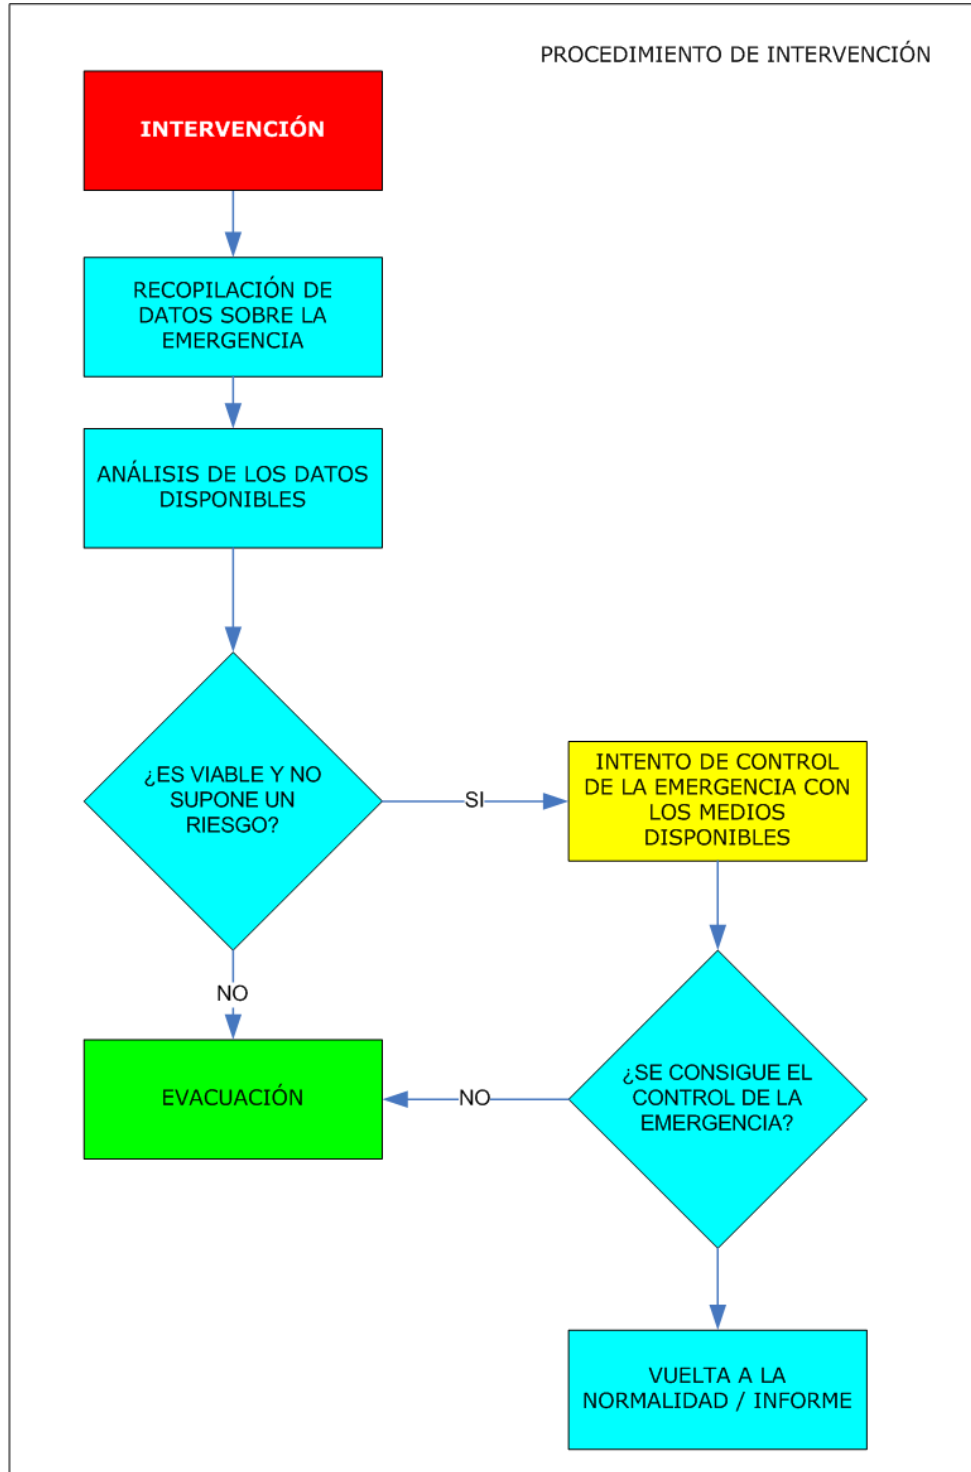 PROCEDIMIENTO DE INTERVENCIÓN
INTERVENCIÓN
RECOPILACIÓN DE
DATOS SOBRE LA
EMERGENCIA
ANÁLISIS DE LOS DATOS
DISPONIBLES
¿ES VIABLE Y NO
SUPONE UN
RIESGO?
SI
INTENTO DE CONTROL
DE LA EMERGENCIA CON
LOS MEDIOS
DISPONIBLES
NO
EVACUACIÓN
NO
¿SE CONSIGUE EL
CONTROL DE LA
EMERGENCIA?
VUELTA A LA
NORMALIDAD / INFORME